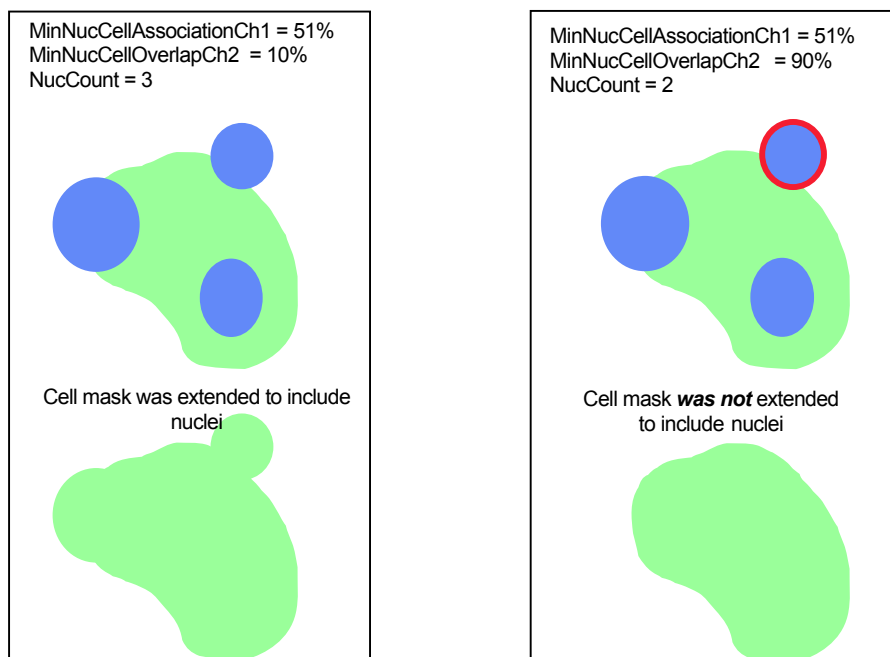 MinNucCellAssociationCh1 = 51%
MinNucCellOverlapCh2 = 10%
NucCount = 3
Cell mask was extended to include
nuclei
MinNucCellAssociationCh1 = 51%
MinNucCellOverlapCh2 = 90%
NucCount = 2
Cell mask was not extended
to include nuclei